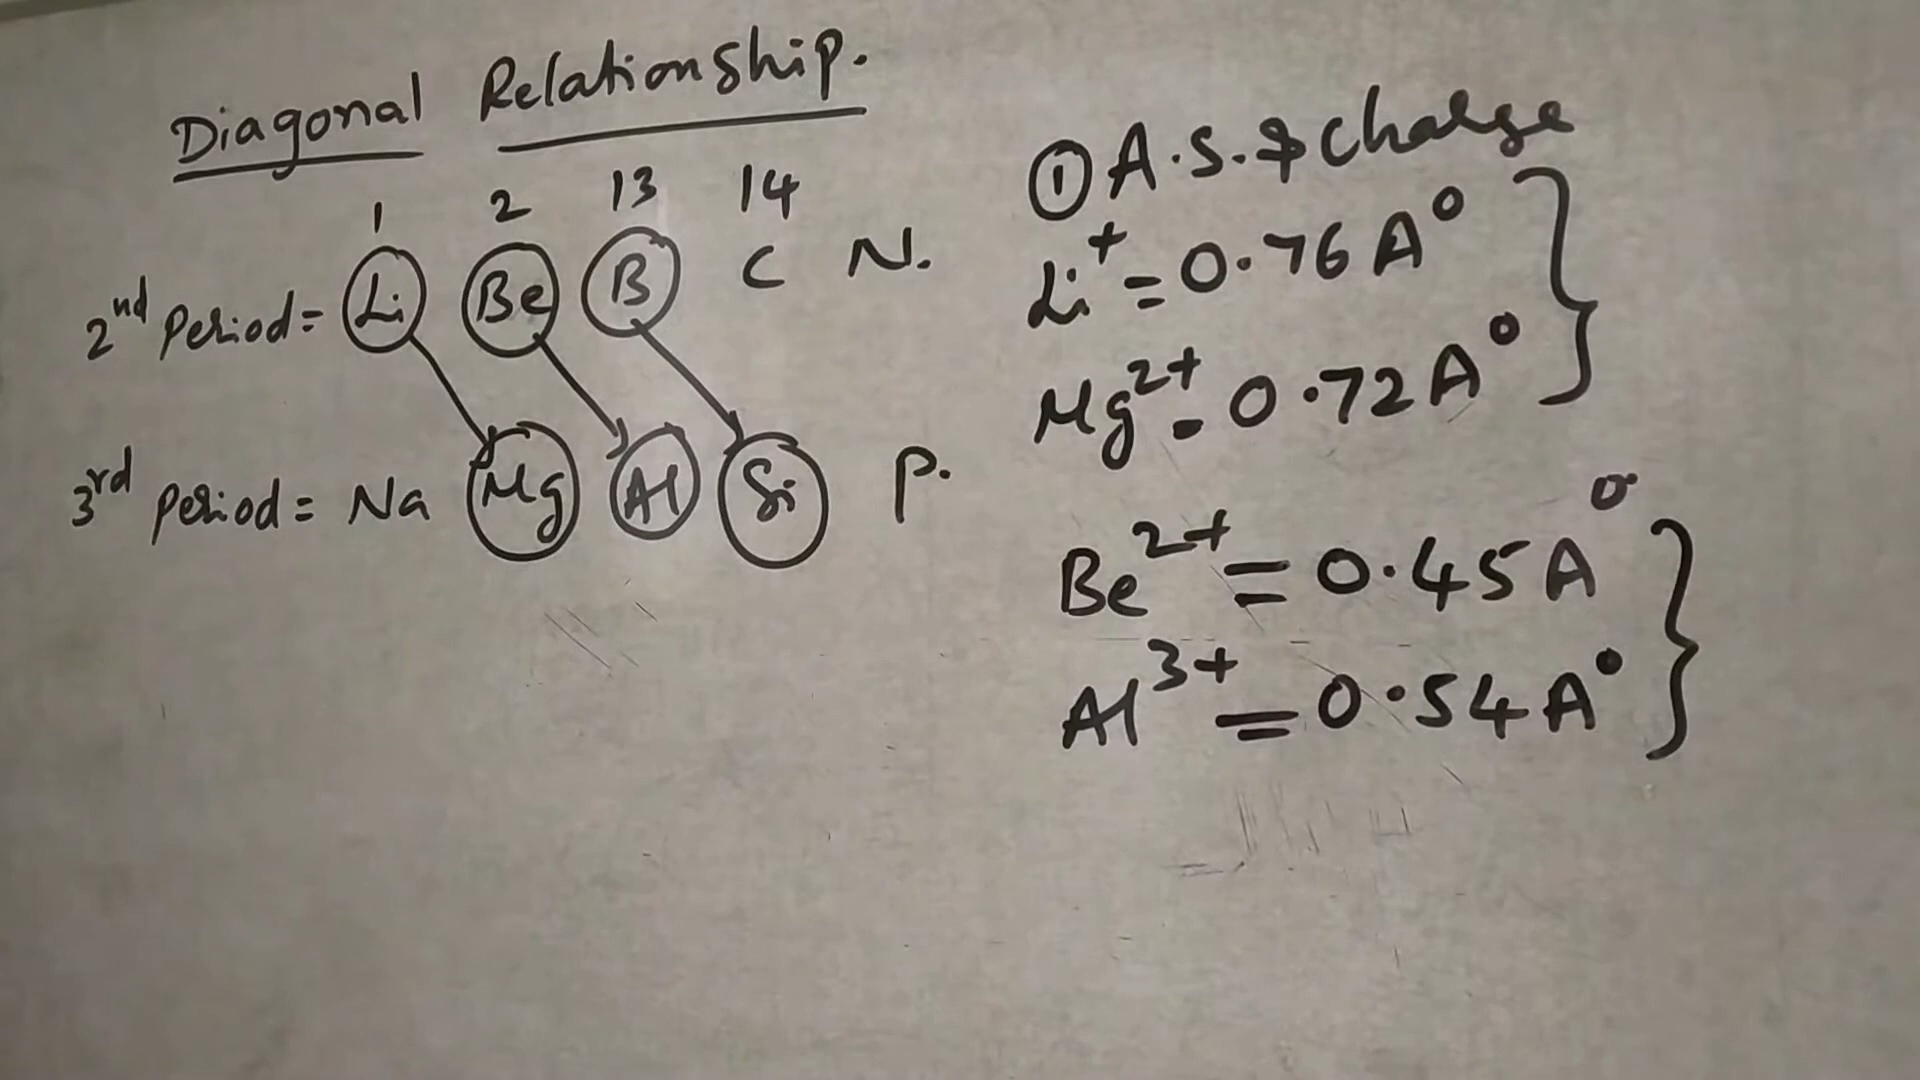 Diagonal Relationship.
1 2 13 14
2nd Period = Li Be B C N.
3rd Period = Na Mg Al Si P.
① A.S. & charge
Li+ = 0.76 A°
Mg2+ - 0.72 A°
Be2+ = 0.45 A°
Al3+ = 0.54 A°